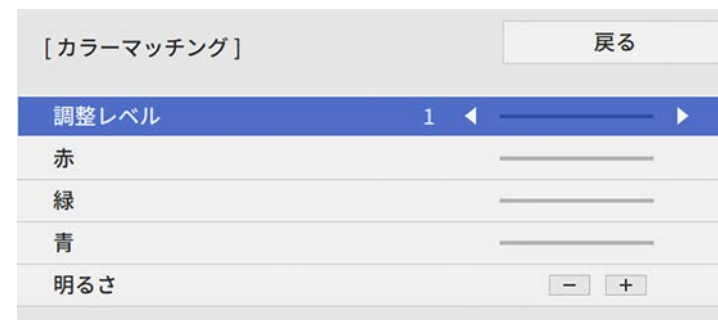 [カラーマッチング] 戻る
調整レベル 1
赤
緑
青
明るさ − +